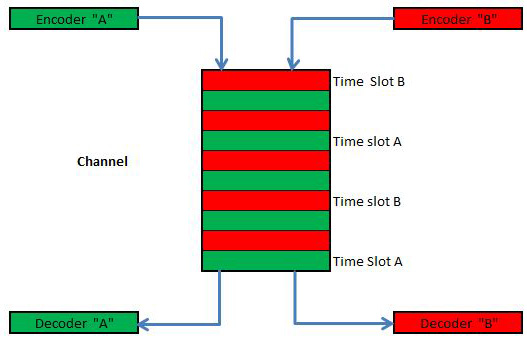 Encoder "A"
Encoder "B"
Time Slot B
Time slot A
Channel
Time slot B
Time Slot A
Decoder "A"
Decoder "B"